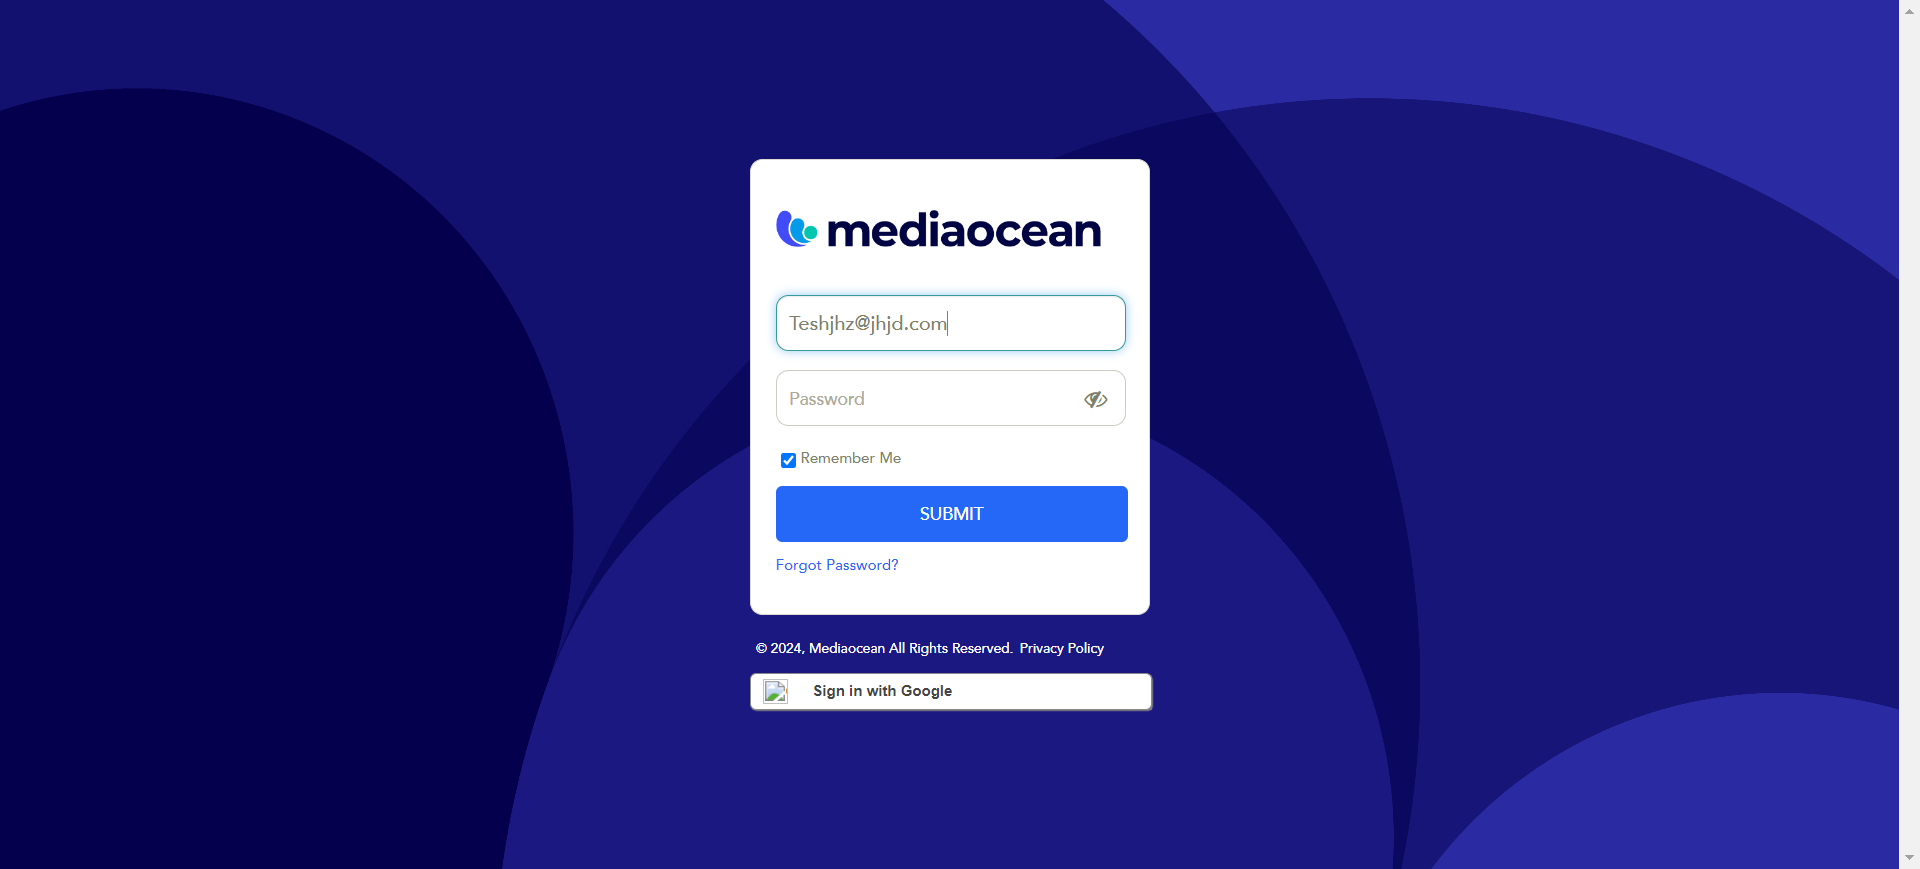 mediaocean
Teshjhz@jhjd.com
Password
Remember Me
SUBMIT
Forgot Password?
© 2024, Mediaocean All Rights Reserved. Privacy Policy
Sign in with Google